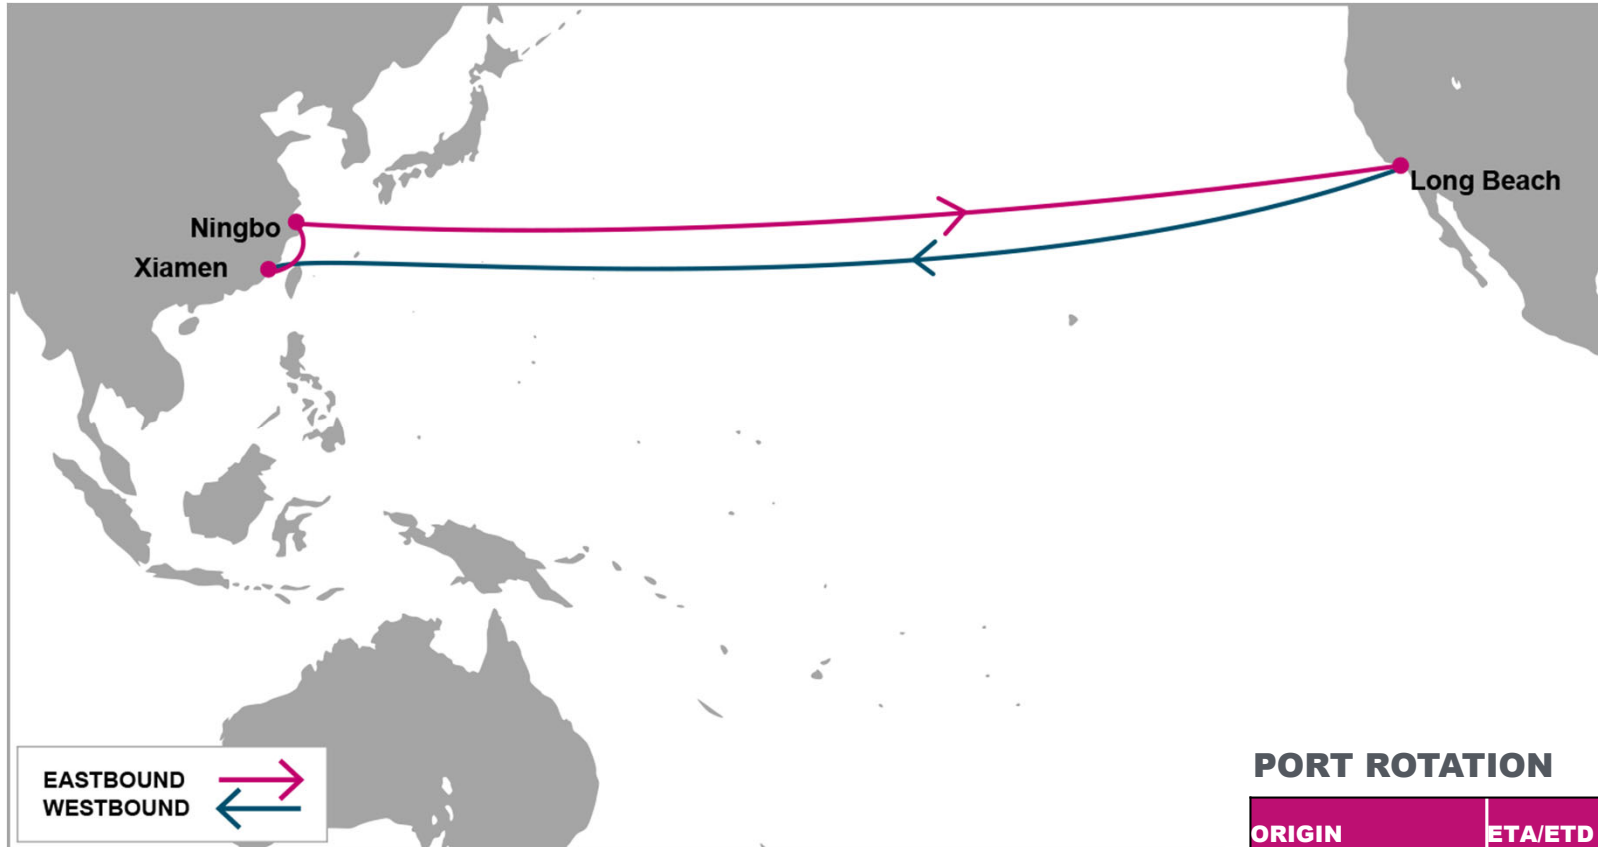 Long Beach
Ningbo
Xiamen
EASTBOUND
WESTBOUND
PORT ROTATION
ORIGIN ETA/ETD